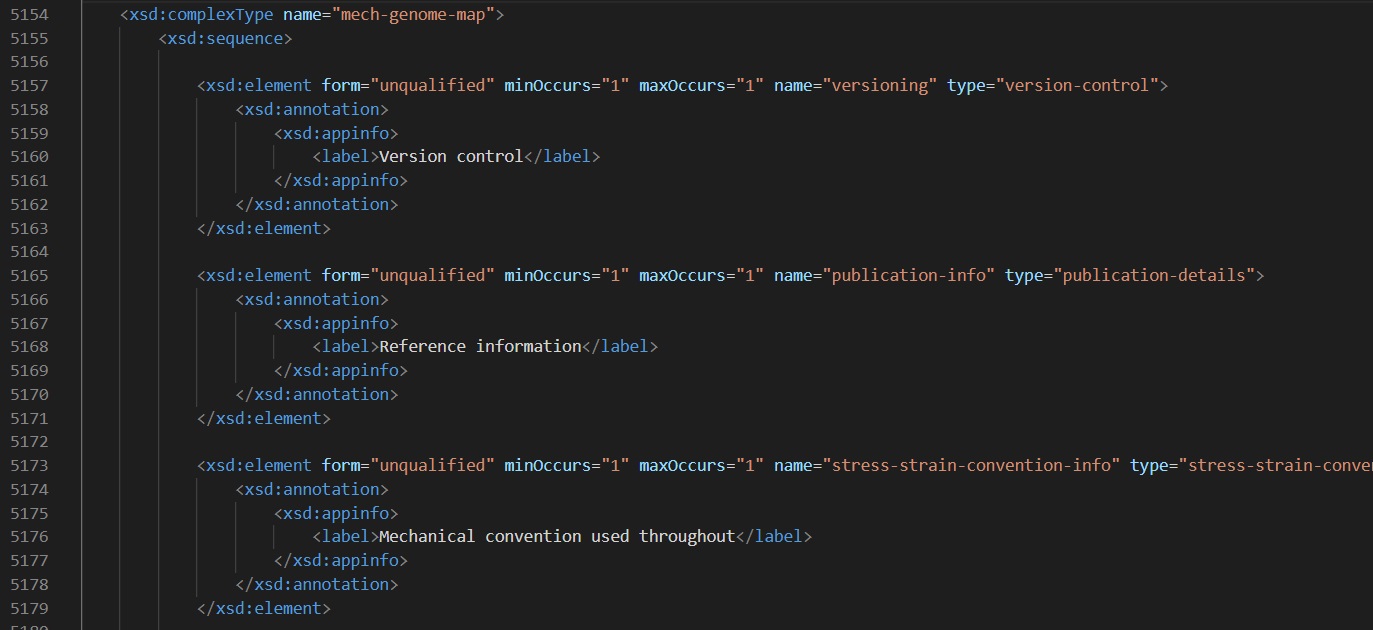 5154 <xsd:complexType name="mech-genome-map">
5155 <xsd:sequence>
5156
5157 <xsd:element form="unqualified" minOccurs="1" maxOccurs="1" name="versioning" type="version-control">
5158 <xsd:annotation>
5159 <xsd:appinfo>
5160 <label>Version control</label>
5161 </xsd:appinfo>
5162 </xsd:annotation>
5163 </xsd:element>
5164
5165 <xsd:element form="unqualified" minOccurs="1" maxOccurs="1" name="publication-info" type="publication-details">
5166 <xsd:annotation>
5167 <xsd:appinfo>
5168 <label>Reference information</label>
5169 </xsd:appinfo>
5170 </xsd:annotation>
5171 </xsd:element>
5172
5173 <xsd:element form="unqualified" minOccurs="1" maxOccurs="1" name="stress-strain-convention-info" type="stress-strain-conve
5174 <xsd:annotation>
5175 <xsd:appinfo>
5176 <label>Mechanical convention used throughout</label>
5177 </xsd:appinfo>
5178 </xsd:annotation>
5179 </xsd:element>